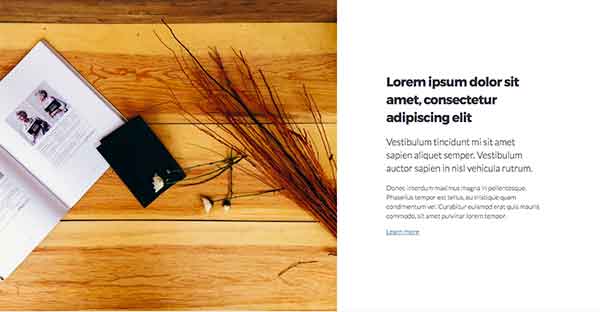 Lorem ipsum dolor sit
amet, consectetur
adipiscing elit
Vestibulum tincidunt mi sit amet
sapien aliquet semper. Vestibulum
auctor sapien in nisl vehicula rutrum.
Donec interdum maximus magna in pellentesque.
Phasellus tempor est tellus, eu tristique quam
condimentum vel. Curabitur euismod erat quis mauris
commodo, sit amet pulvinar lorem tempor.
Learn more